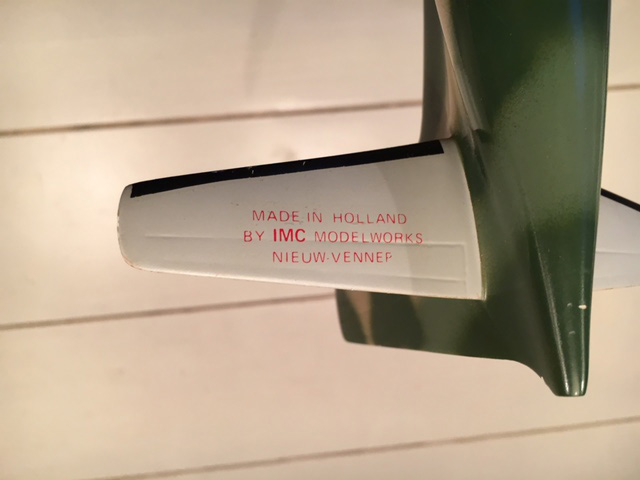 MADE IN HOLLAND
BY IMC MODELWORKS
NIEUW-VENNEP